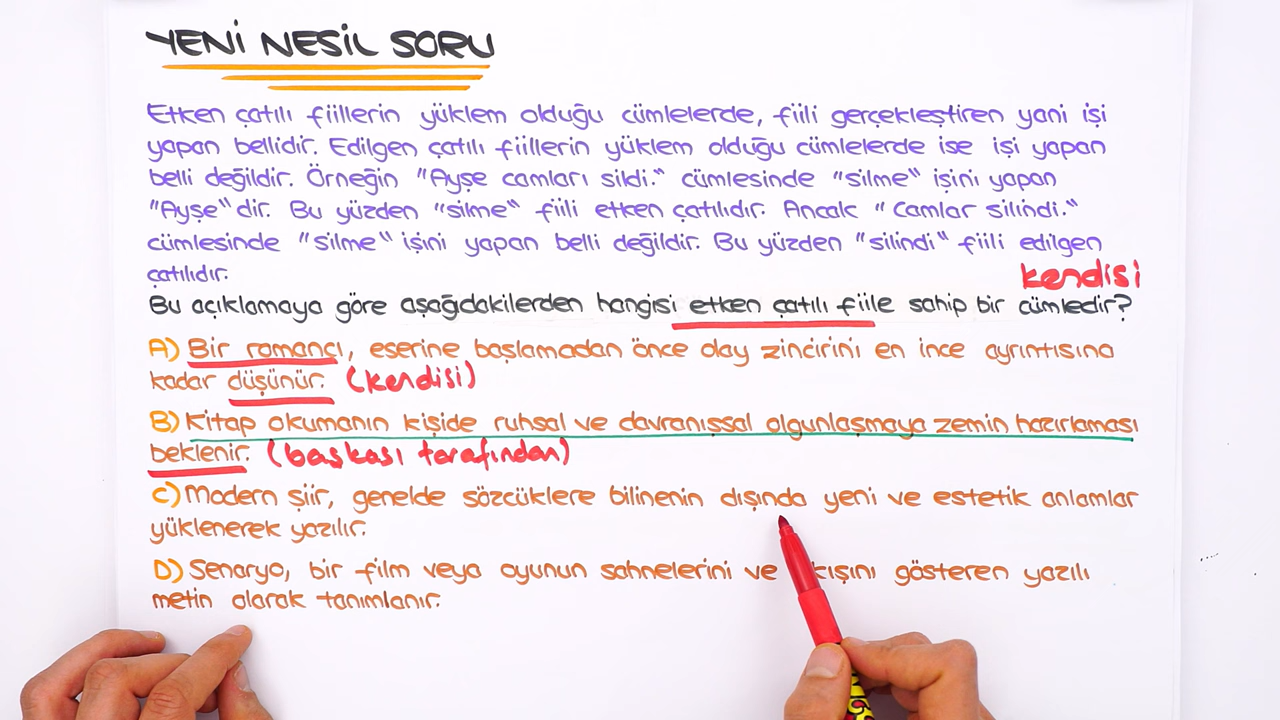 YENİ NESİL SORU
Etken çatılı fiillerin yüklem olduğu cümlelerde, fiili gerçekleştiren yani işi
yapan bellidir. Edilgen çatılı fiillerin yüklem olduğu cümlelerde ise işi yapan
belli değildir. Örneğin "Ayşe camları sildi." cümlesinde "silme" işini yapan
"Ayşe"dir. Bu yüzden "silme" fiili etken çatılıdır. Ancak "Camlar silindi."
cümlesinde "silme" işini yapan belli değildir. Bu yüzden "silindi" fiili edilgen
çatılıdır.
kendisi
Bu açıklamaya göre aşağıdakilerden hangisi etken çatılı fiile sahip bir cümledir?
A) Bir romancı, eserine başlamadan önce olay zincirini en ince ayrıntısına
kadar düşünür. (kendisi)
B) Kitap okumanın kişide ruhsal ve davranışsal olgunlaşmaya zemin hazırlaması
beklenir. (başkası tarafından)
C) Modern şiir, genelde sözcüklere bilinenin dışında yeni ve estetik anlamlar
yüklenerek yazılır.
D) Senaryo, bir film veya oyunun sahnelerini ve kışını gösteren yazılı
metin olarak tanımlanır.